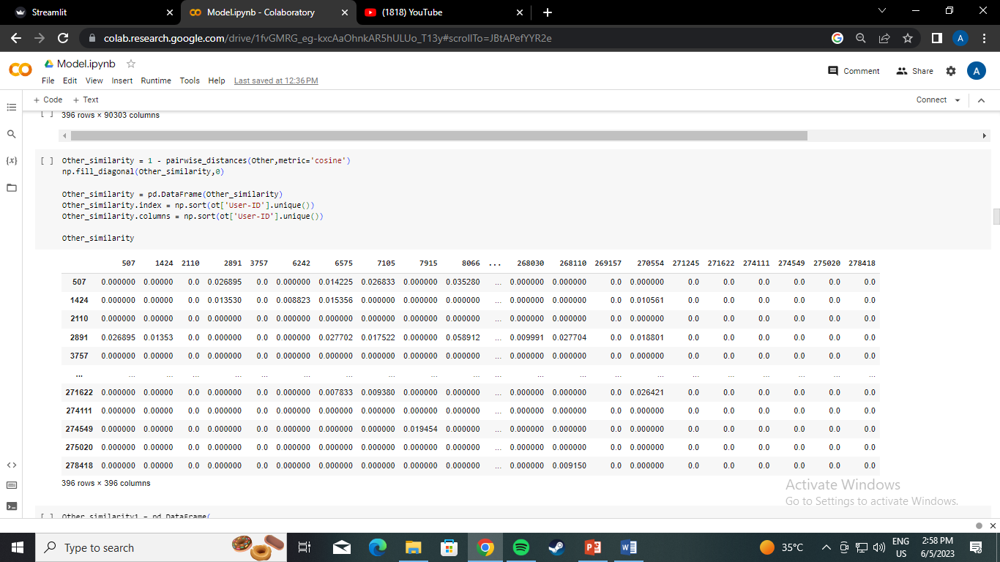 Streamlit
Model.ipynb - Colaboratory
(1818) YouTube
colab.research.google.com/drive/1fvGMRG_eg-kxcAaOhnkAR5hULUo_T13y#scrollTo=JBtAPefYYR2e
A
CO Model.ipynb
File Edit View Insert Runtime Tools Help Last saved at 12:36 PM
Comment Share A
+ Code + Text
Connect
[ ] 396 rows × 90303 columns
{x}
[ ] Other_similarity = 1 - pairwise_distances(Other,metric='cosine')
np.fill_diagonal(Other_similarity,0)
Other_similarity = pd.DataFrame(Other_similarity)
Other_similarity.index = np.sort(ot['User-ID'].unique())
Other_similarity.columns = np.sort(ot['User-ID'].unique())
Other_similarity
507 1424 2110 2891 3757 6242 6575 7105 7915 8066 ... 268030 268110 269157 270554 271245 271622 274111 274549 275020 278418
507 0.000000 0.00000 0.0 0.026895 0.0 0.000000 0.014225 0.026833 0.000000 0.035280 ... 0.000000 0.000000 0.0 0.000000 0.0 0.0 0.0 0.0 0.0 0.0
1424 0.000000 0.00000 0.0 0.013530 0.0 0.008823 0.015356 0.000000 0.000000 0.000000 ... 0.000000 0.000000 0.0 0.010561 0.0 0.0 0.0 0.0 0.0 0.0
2110 0.000000 0.00000 0.0 0.000000 0.0 0.000000 0.000000 0.000000 0.000000 0.000000 ... 0.000000 0.000000 0.0 0.000000 0.0 0.0 0.0 0.0 0.0 0.0
2891 0.026895 0.01353 0.0 0.000000 0.0 0.000000 0.027702 0.017522 0.000000 0.058912 ... 0.009991 0.027704 0.0 0.018801 0.0 0.0 0.0 0.0 0.0 0.0
3757 0.000000 0.00000 0.0 0.000000 0.0 0.000000 0.000000 0.000000 0.000000 0.000000 ... 0.000000 0.000000 0.0 0.000000 0.0 0.0 0.0 0.0 0.0 0.0
... ... ... ... ... ... ... ... ... ... ... ... ... ... ... ... ... ... ... ... ... ...
271622 0.000000 0.00000 0.0 0.000000 0.0 0.000000 0.007833 0.009380 0.000000 0.000000 ... 0.000000 0.000000 0.0 0.026421 0.0 0.0 0.0 0.0 0.0 0.0
274111 0.000000 0.00000 0.0 0.000000 0.0 0.000000 0.000000 0.000000 0.000000 0.000000 ... 0.000000 0.000000 0.0 0.000000 0.0 0.0 0.0 0.0 0.0 0.0
274549 0.000000 0.00000 0.0 0.000000 0.0 0.000000 0.000000 0.000000 0.019454 0.000000 ... 0.000000 0.000000 0.0 0.000000 0.0 0.0 0.0 0.0 0.0 0.0
275020 0.000000 0.00000 0.0 0.000000 0.0 0.000000 0.000000 0.000000 0.000000 0.000000 ... 0.000000 0.000000 0.0 0.000000 0.0 0.0 0.0 0.0 0.0 0.0
278418 0.000000 0.00000 0.0 0.000000 0.0 0.000000 0.000000 0.000000 0.000000 0.000000 ... 0.000000 0.009150 0.0 0.000000 0.0 0.0 0.0 0.0 0.0 0.0
396 rows × 396 columns
Activate Windows
Go to Settings to activate Windows.
[ ] Other_similarity1 = pd.DataFrame(
Type to search
35°C
ENG
US
2:58 PM
6/5/2023